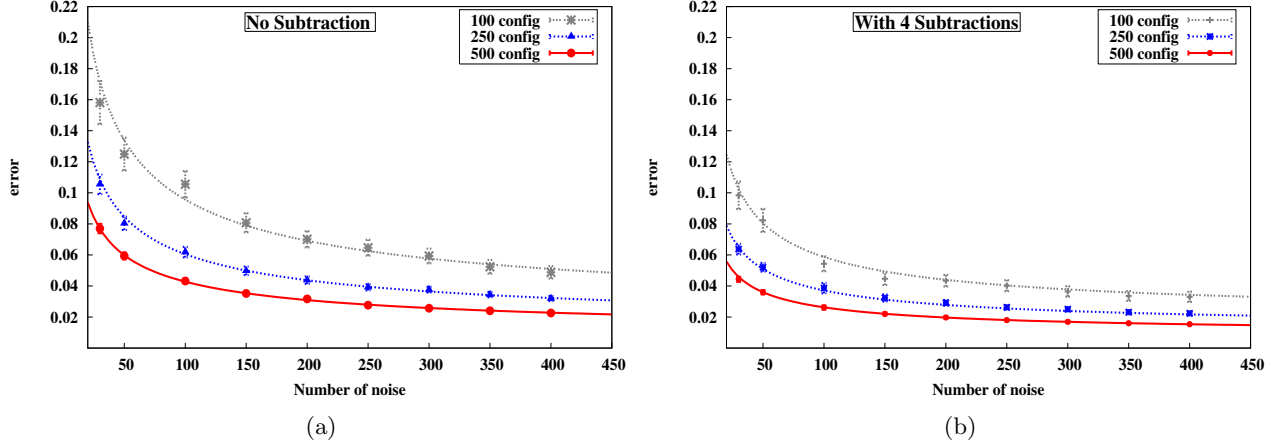 No Subtraction
100 config
250 config
500 config
0.22
0.2
0.18
0.16
0.14
0.12
0.1
0.08
0.06
0.04
0.02
error
50 100 150 200 250 300 350 400 450
Number of noise
(a)
With 4 Subtractions
100 config
250 config
500 config
0.22
0.2
0.18
0.16
0.14
0.12
0.1
0.08
0.06
0.04
0.02
error
50 100 150 200 250 300 350 400 450
Number of noise
(b)